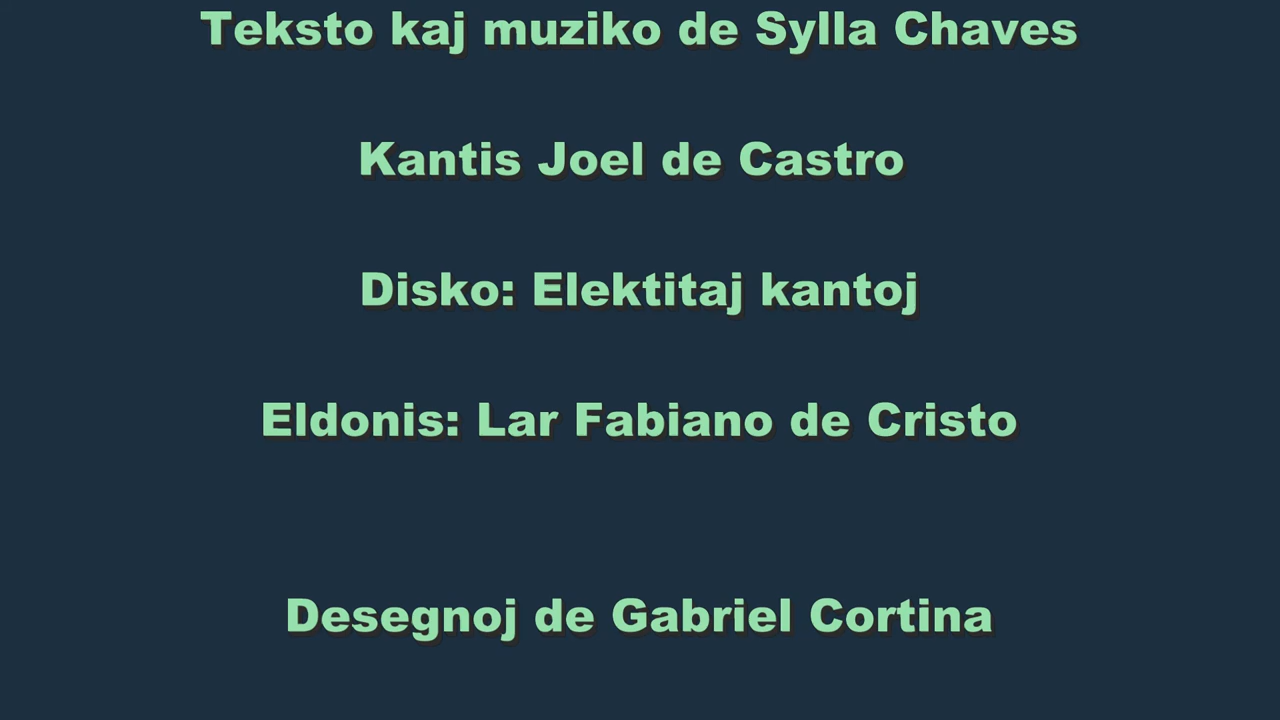 Teksto kaj muziko de Sylla Chaves
Kantis Joel de Castro
Disko: Elektitaj kantoj
Eldonis: Lar Fabiano de Cristo
Desegnoj de Gabriel Cortina